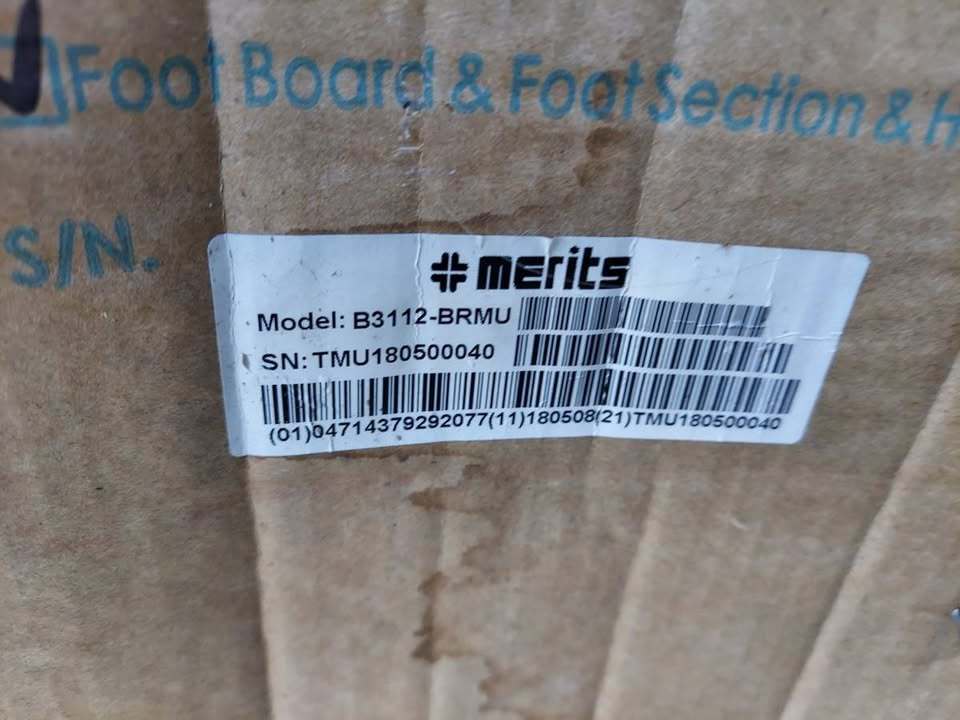 Foot Board & Foot Section & H
S/N.
merits
Model: B3112-BRMU
SN: TMU180500040
(01)04714379292077(11)180508(21)TMU180500040